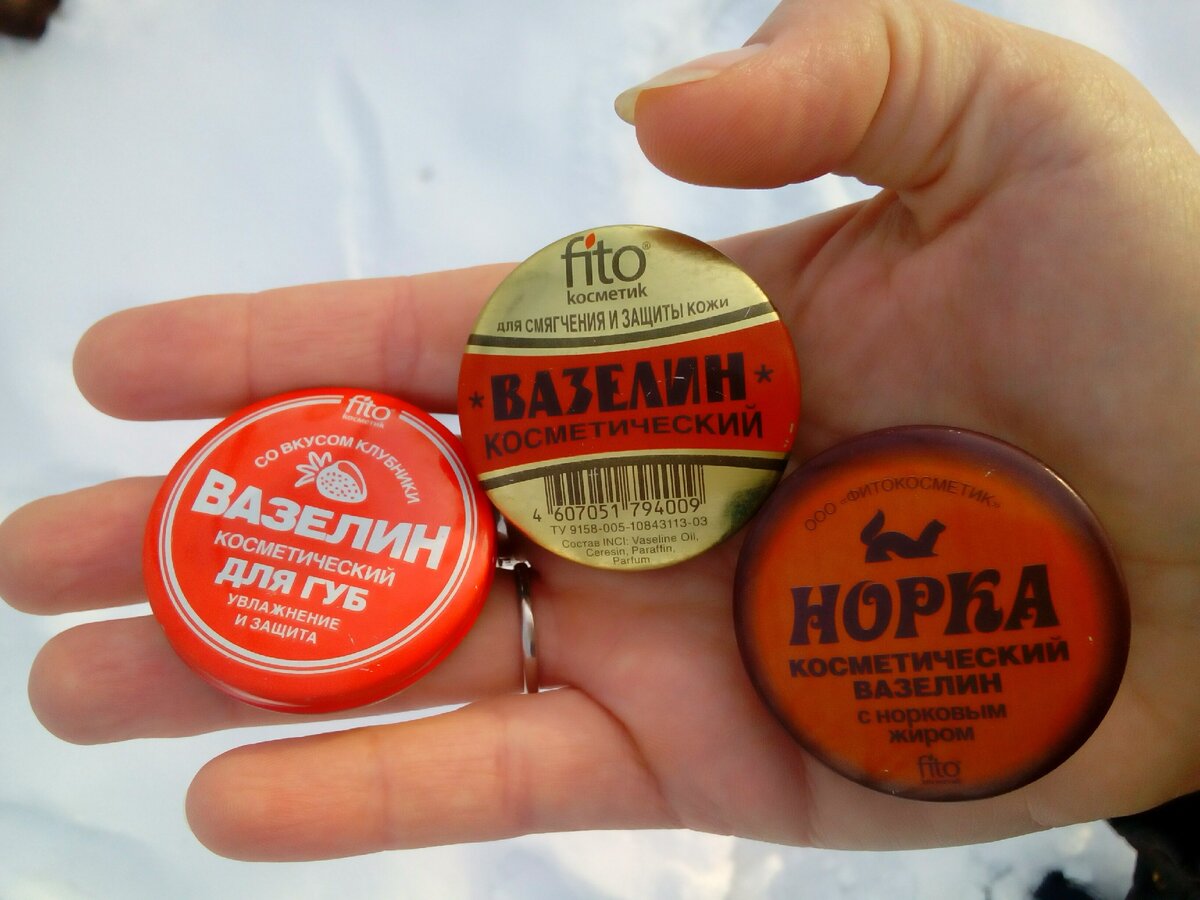 fito
косметик
СО ВКУСОМ КЛУБНИКИ
ВАЗЕЛИН
КОСМЕТИЧЕСКИЙ
ДЛЯ ГУБ
УВЛАЖНЕНИЕ
И ЗАЩИТА
fito®
косметик
для СМЯГЧЕНИЯ И ЗАЩИТЫ кожи
* ВАЗЕЛИН *
КОСМЕТИЧЕСКИЙ
4 607051 794009
ТУ 9158-005-10843113-03
Состав INCI: Vaseline Oil,
Ceresin, Paraffin,
Parfum
ООО «ФИТОКОСМЕТИК»
НОРКА
КОСМЕТИЧЕСКИЙ
ВАЗЕЛИН
С НОРКОВЫМ
ЖИРОМ
fito